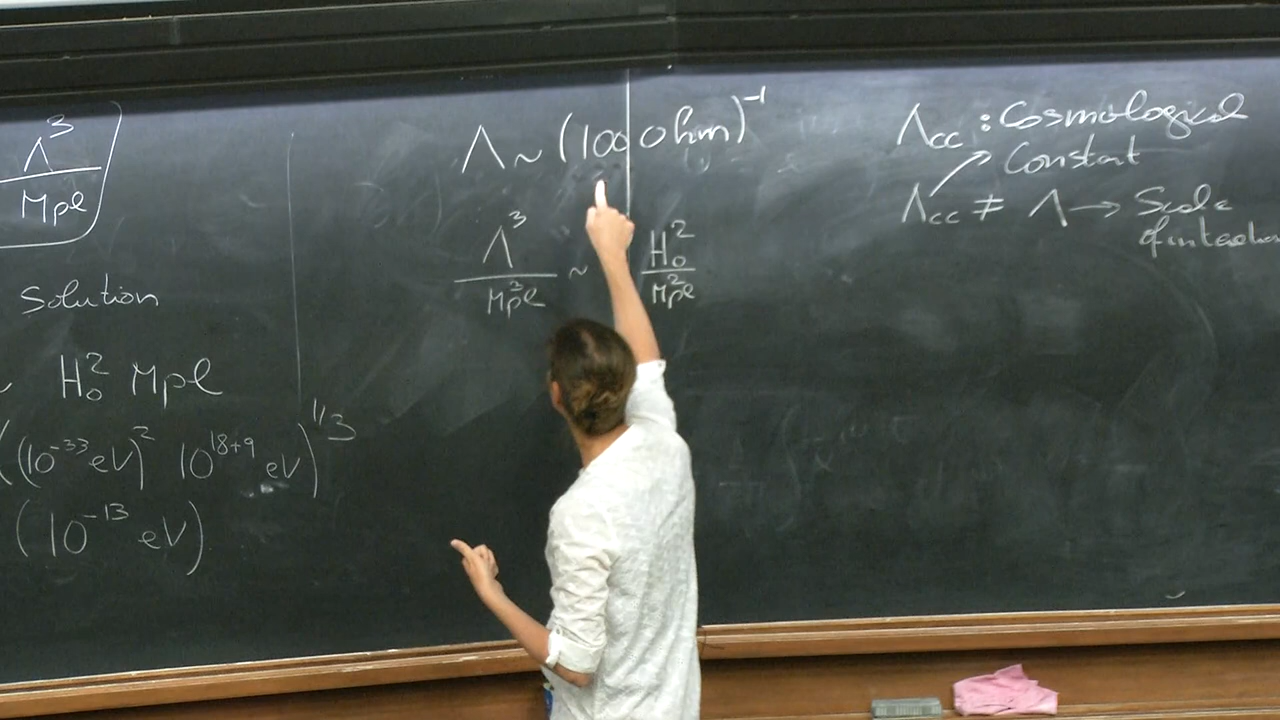 Λ³ / Mpl
Solution
~ H₀² Mpl
((10⁻³³ eV)² 10¹⁸⁺⁹ eV)^1/3
(10⁻¹³ eV)
Λ ~ (1000 hm)⁻¹
Λ³ / Mpl³ ~ H₀² / Mpl²
Λcc : Cosmological
Constant
Λcc ≠ Λ → Scale
of interaction